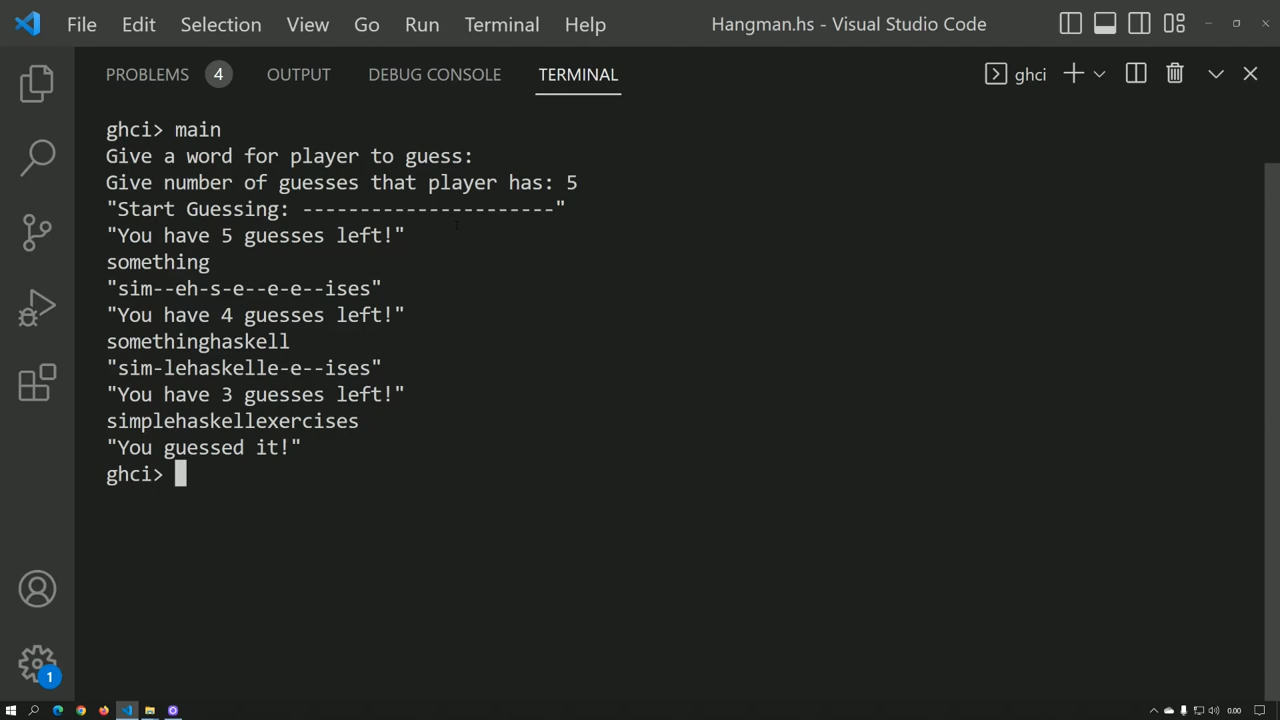 File Edit Selection View Go Run Terminal Help Hangman.hs - Visual Studio Code
PROBLEMS 4 OUTPUT DEBUG CONSOLE TERMINAL ghci
ghci> main
Give a word for player to guess:
Give number of guesses that player has: 5
"Start Guessing: ----------------------"
"You have 5 guesses left!"
something
"sim--eh-s-e--e-e--ises"
"You have 4 guesses left!"
somethinghaskell
"sim-lehaskelle-e--ises"
"You have 3 guesses left!"
simplehaskellexercises
"You guessed it!"
ghci>
1
0.00